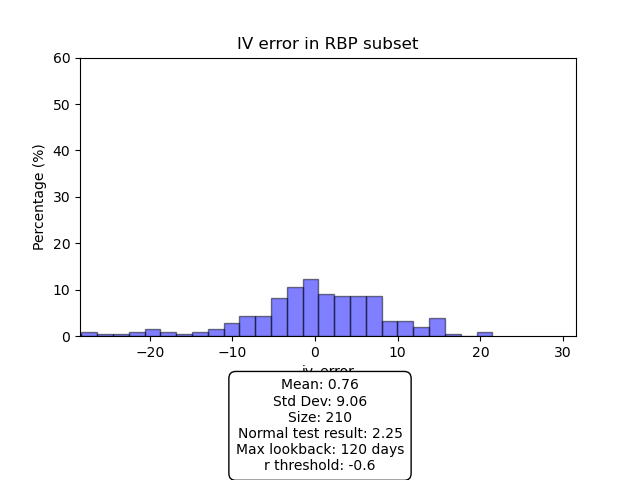 IV error in RBP subset
60
50
40
30
20
10
0
Percentage (%)
−20
−10
0
10
20
30
iv_error
Mean: 0.76
Std Dev: 9.06
Size: 210
Normal test result: 2.25
Max lookback: 120 days
r threshold: -0.6